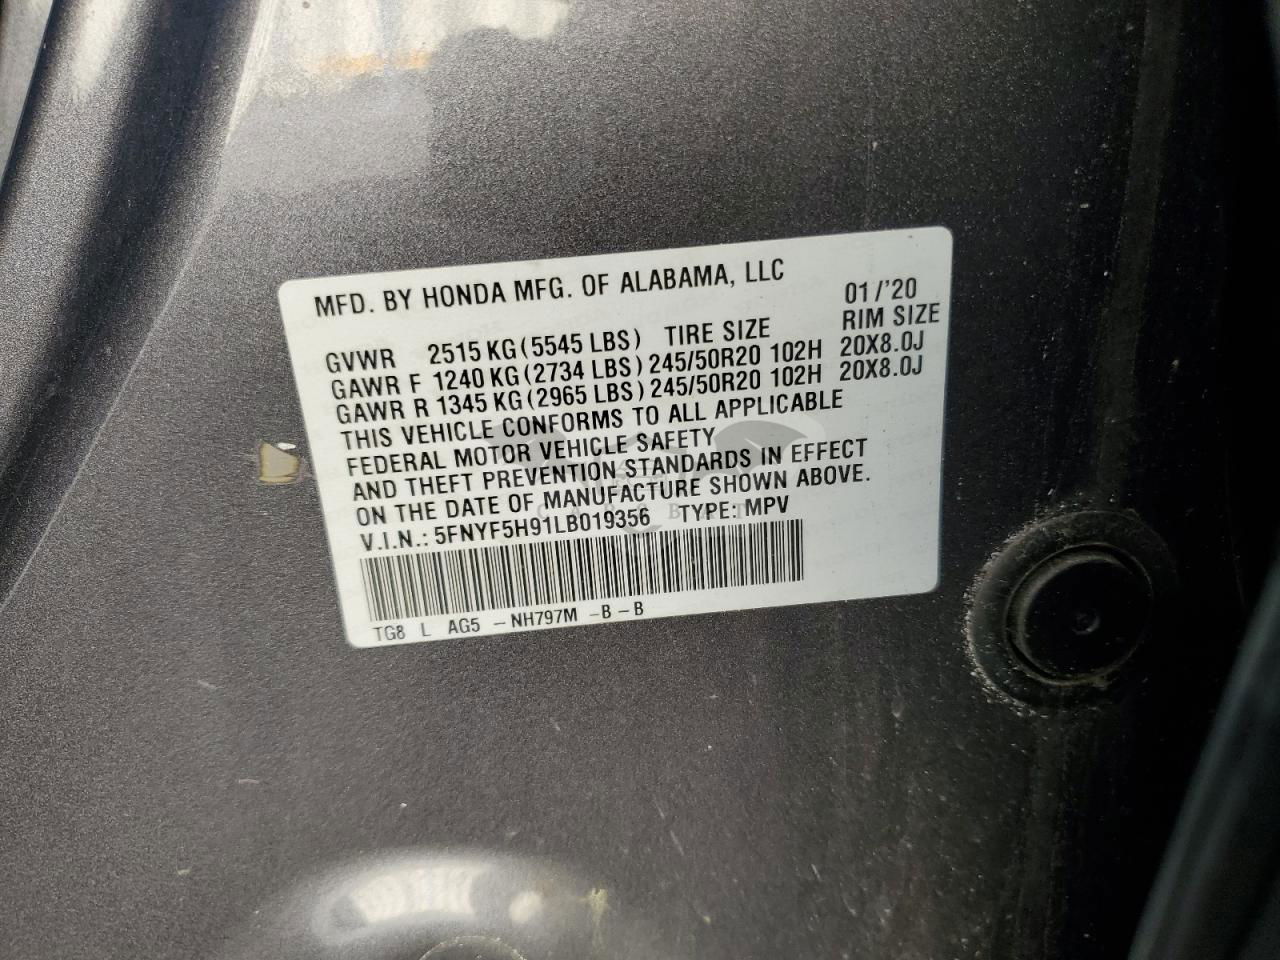 MFD. BY HONDA MFG. OF ALABAMA, LLC 01/'20
GVWR 2515 KG (5545 LBS) TIRE SIZE RIM SIZE
GAWR F 1240 KG (2734 LBS) 245/50R20 102H 20X8.0J
GAWR R 1345 KG (2965 LBS) 245/50R20 102H 20X8.0J
THIS VEHICLE CONFORMS TO ALL APPLICABLE
FEDERAL MOTOR VEHICLE SAFETY
AND THEFT PREVENTION STANDARDS IN EFFECT
ON THE DATE OF MANUFACTURE SHOWN ABOVE.
V.I.N.: 5FNYF5H91LB019356 TYPE: MPV
TG8 L AG5 -NH797M -B-B